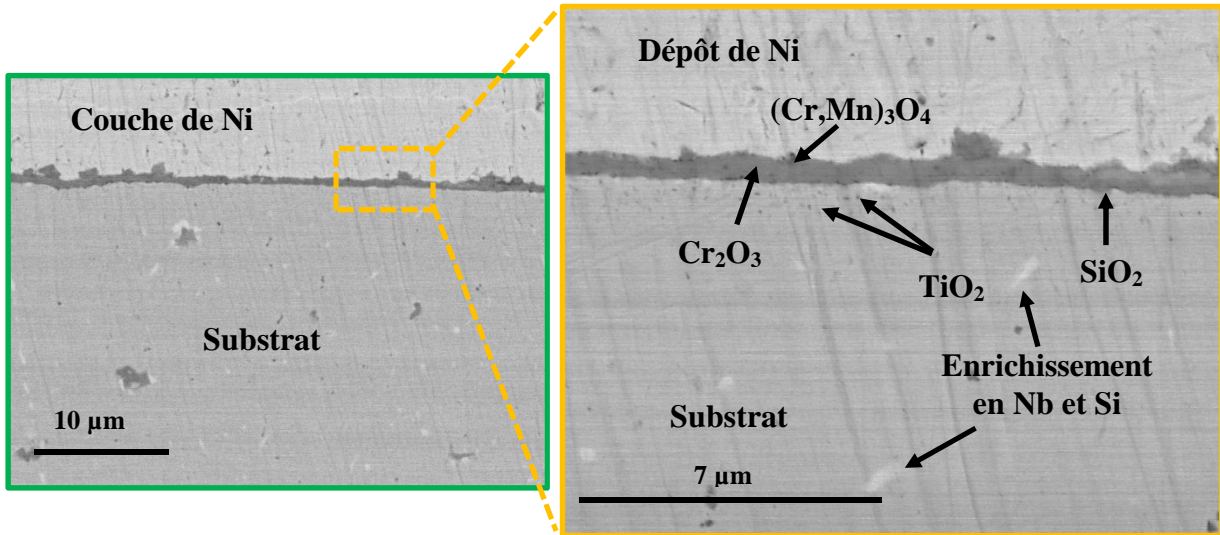 Couche de Ni
Substrat
10 µm
Dépôt de Ni
(Cr,Mn)₃O₄
Cr₂O₃
TiO₂
SiO₂
Enrichissement
en Nb et Si
Substrat
7 µm